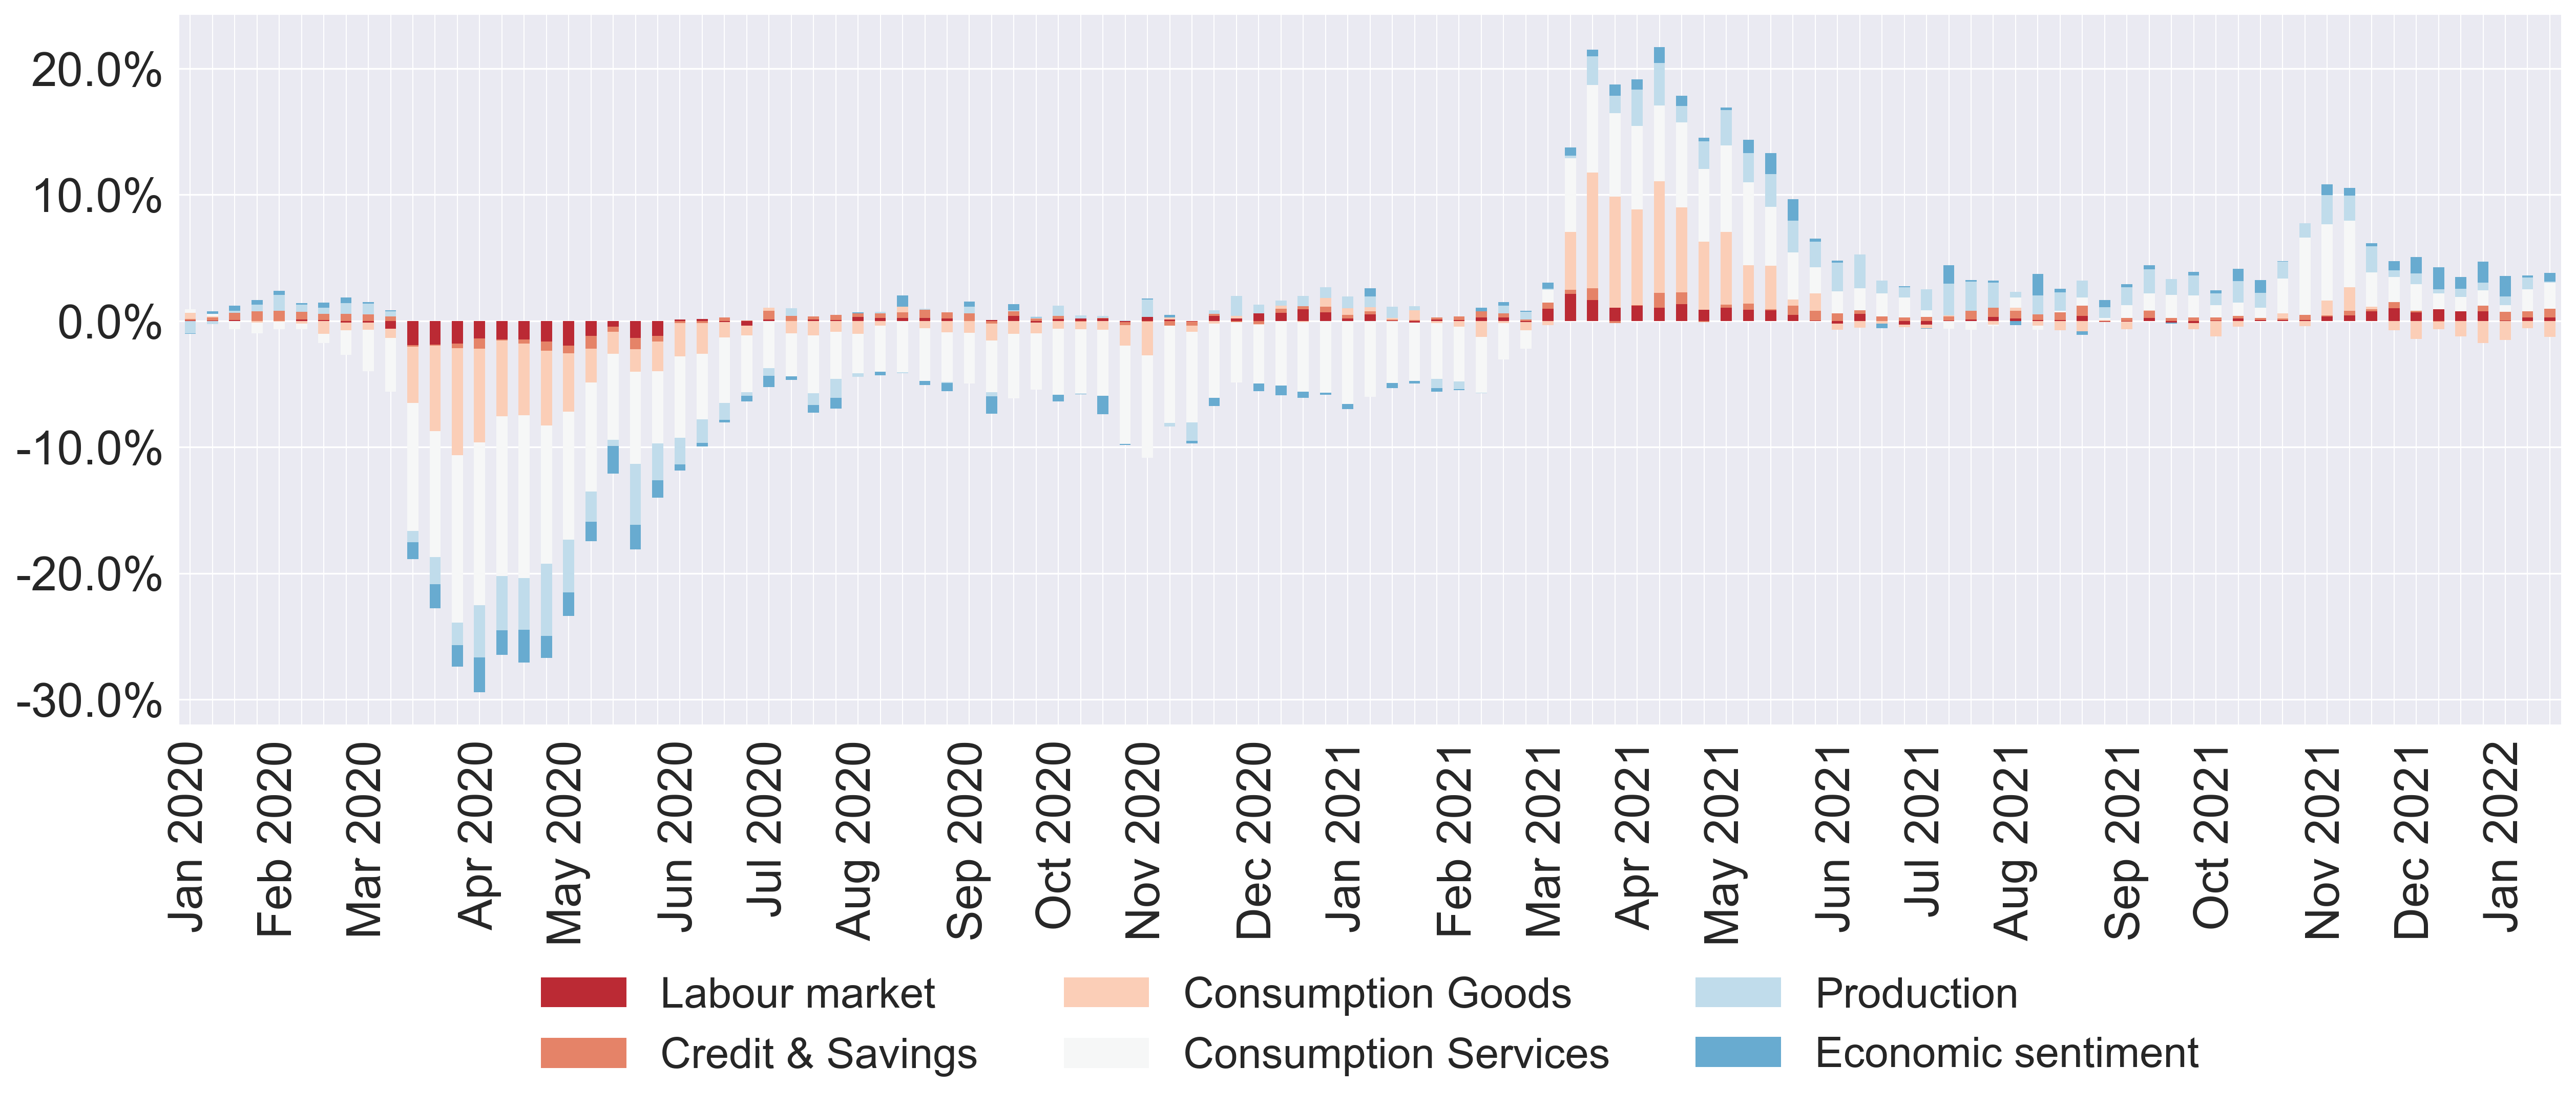 20.0%
10.0%
0.0%
-10.0%
-20.0%
-30.0%
Jan 2020
Feb 2020
Mar 2020
Apr 2020
May 2020
Jun 2020
Jul 2020
Aug 2020
Sep 2020
Oct 2020
Nov 2020
Dec 2020
Jan 2021
Feb 2021
Mar 2021
Apr 2021
May 2021
Jun 2021
Jul 2021
Aug 2021
Sep 2021
Oct 2021
Nov 2021
Dec 2021
Jan 2022
Labour market
Credit & Savings
Consumption Goods
Consumption Services
Production
Economic sentiment